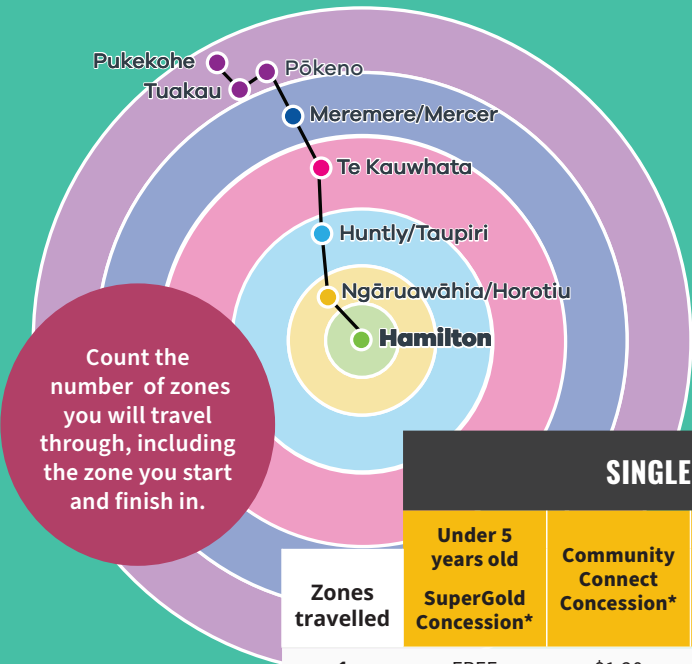 Pukekohe
Pōkeno
Tuakau
Meremere/Mercer
Te Kauwhata
Huntly/Taupiri
Ngāruawāhia/Horotiu
Hamilton
Count the
number of zones
you will travel
through, including
the zone you start
and finish in.
SINGLE
Zones
travelled
Under 5
years old
SuperGold
Concession*
Community
Connect
Concession*